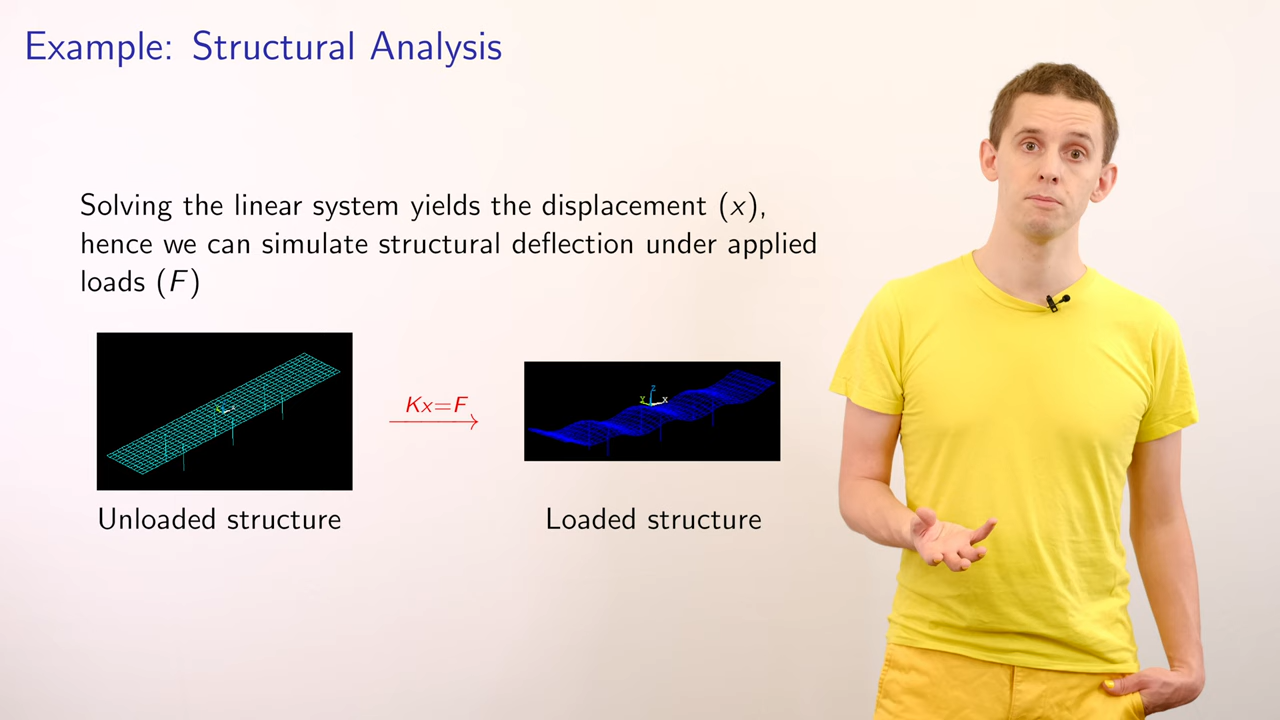 Example: Structural Analysis
Solving the linear system yields the displacement (x),
hence we can simulate structural deflection under applied
loads (F)
Kx=F
Z
Y X
Unloaded structure
Loaded structure